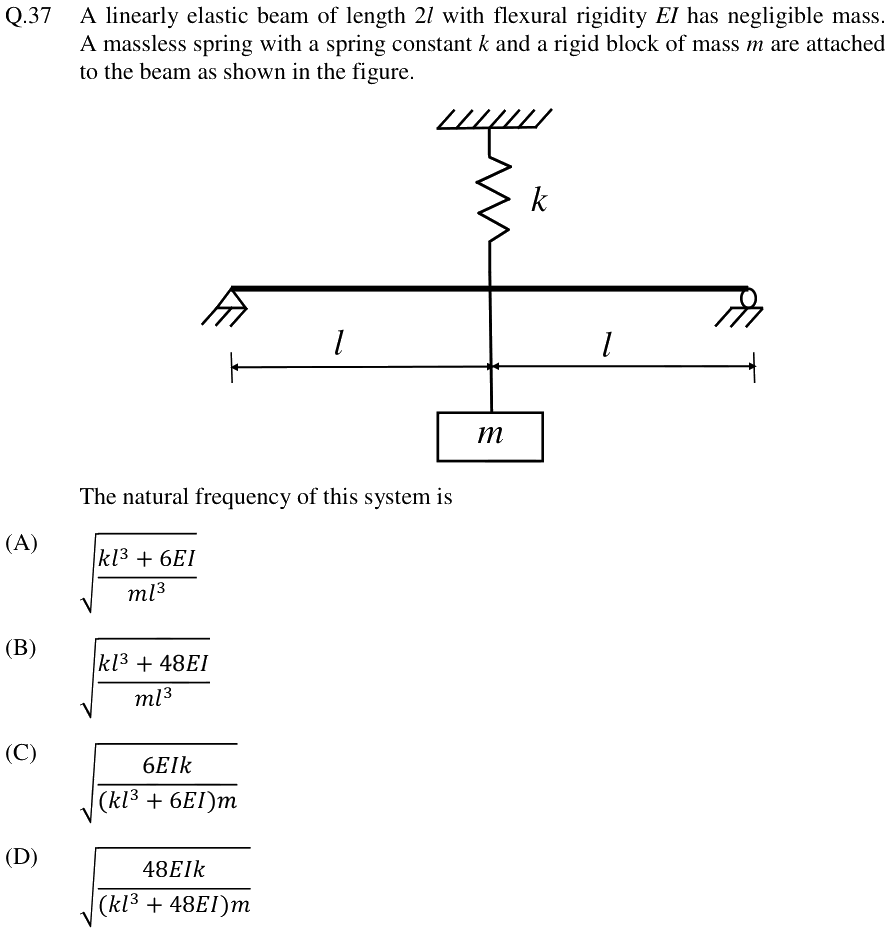 Q.37 A linearly elastic beam of length 2l with flexural rigidity EI has negligible mass.
A massless spring with a spring constant k and a rigid block of mass m are attached
to the beam as shown in the figure.
k
l
l
m
The natural frequency of this system is
(A) √((kl³ + 6EI)/(ml³))
(B) √((kl³ + 48EI)/(ml³))
(C) √(6EIk/((kl³ + 6EI)m))
(D) √(48EIk/((kl³ + 48EI)m))